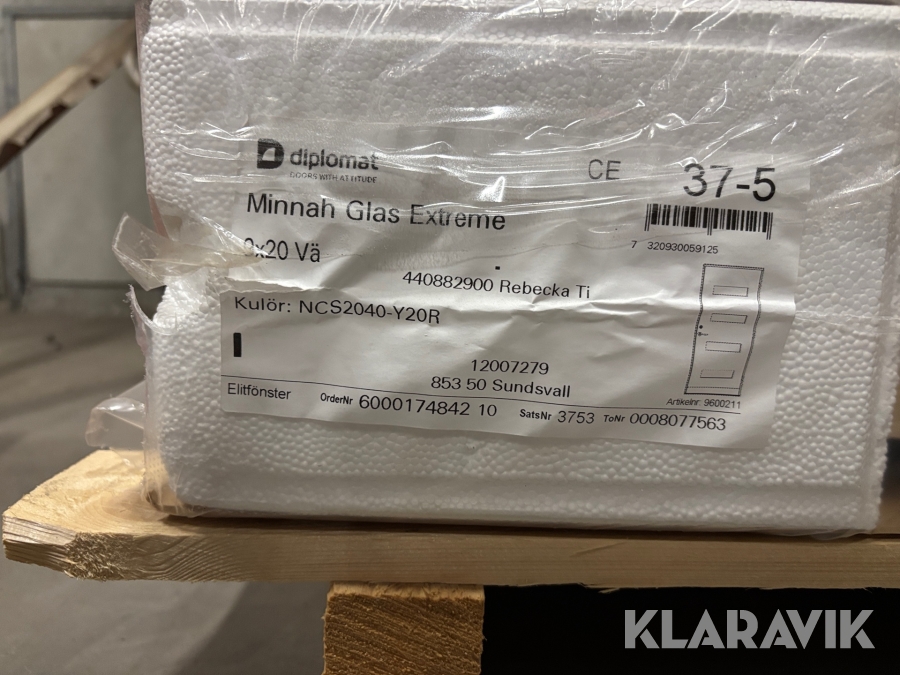 diplomat
DOORS WITH ATTITUDE
CE
37-5
Minnah Glas Extreme
7 320930059125
x20 Vä
440882900 Rebecka Ti
Kulör: NCS2040-Y20R
12007279
853 50 Sundsvall
Artikelnr: 9600211
Elitfönster OrderNr 6000174842 10 SatsNr 3753 ToNr 0008077563
KLARAVIK